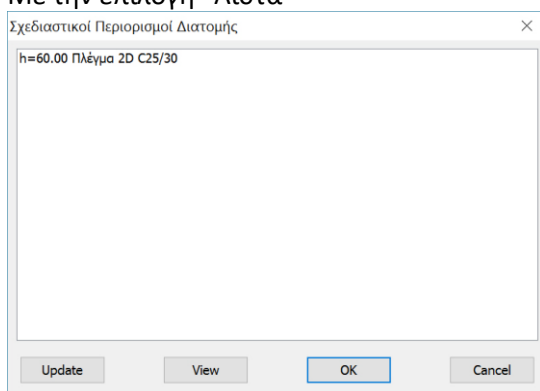 Με την επιλογή "Λίστα"
Σχεδιαστικοί Περιορισμοί Διατομής
h=60.00 Πλέγμα 2D C25/30
Update View OK Cancel